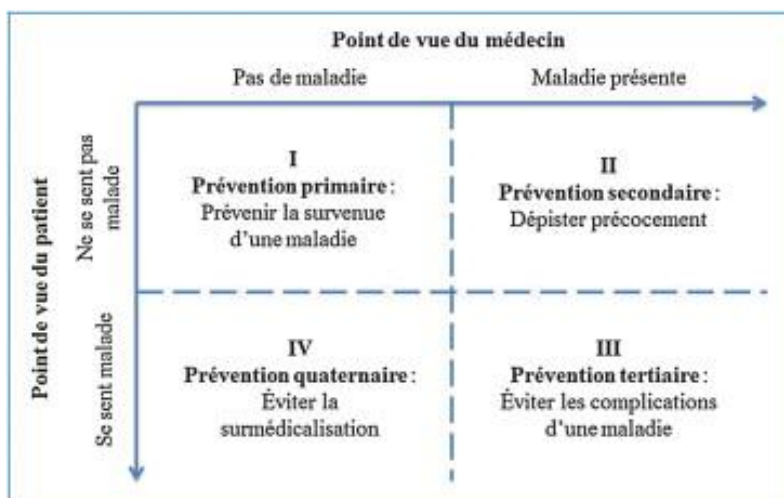 Point de vue du médecin
Pas de maladie
Maladie présente
Point de vue du patient
Ne se sent pas
malade
I
Prévention primaire :
Prévenir la survenue
d’une maladie
II
Prévention secondaire :
Dépister précocement
Se sent malade
IV
Prévention quaternaire :
Éviter la
surmédicalisation
III
Prévention tertiaire :
Éviter les complications
d’une maladie